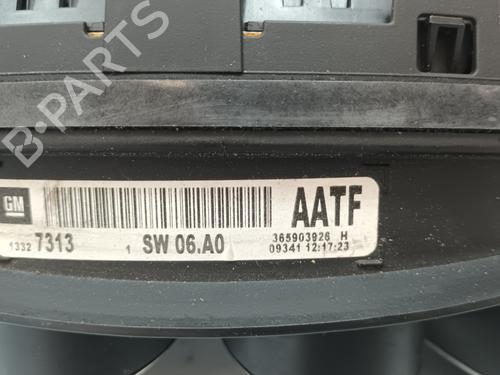 B-PARTS
GM
AATF
1332 7313 1 SW 06.A0
365903926 H
09341 12:17:23